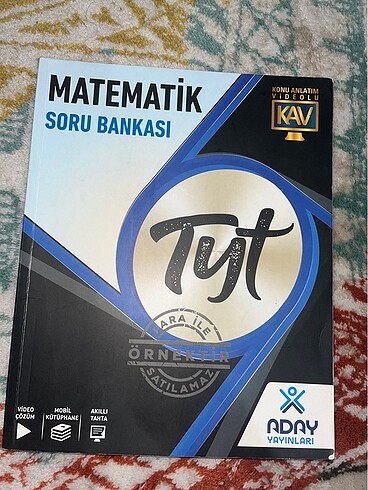 MATEMATİK
SORU BANKASI
KONU ANLATIM
VİDEOLU
KAV
Tyt
PARA İLE
ÖRNEKTİR
SATILAMAZ
VİDEO
ÇÖZÜM
MOBİL
KÜTÜPHANE
AKILLI
TAHTA
ADAY
YAYINLARI